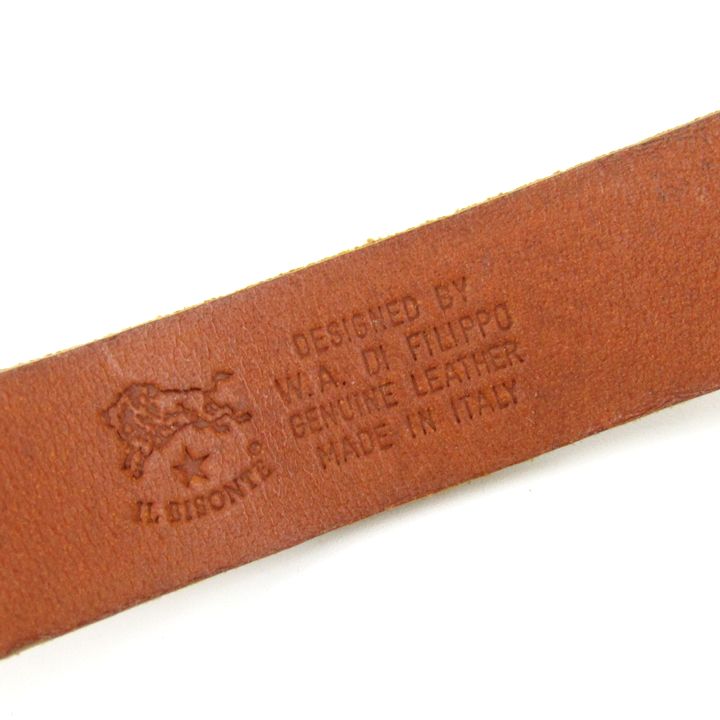 IL BISONTE®
DESIGNED BY
W.A. DI FILIPPO
GENUINE LEATHER
MADE IN ITALY